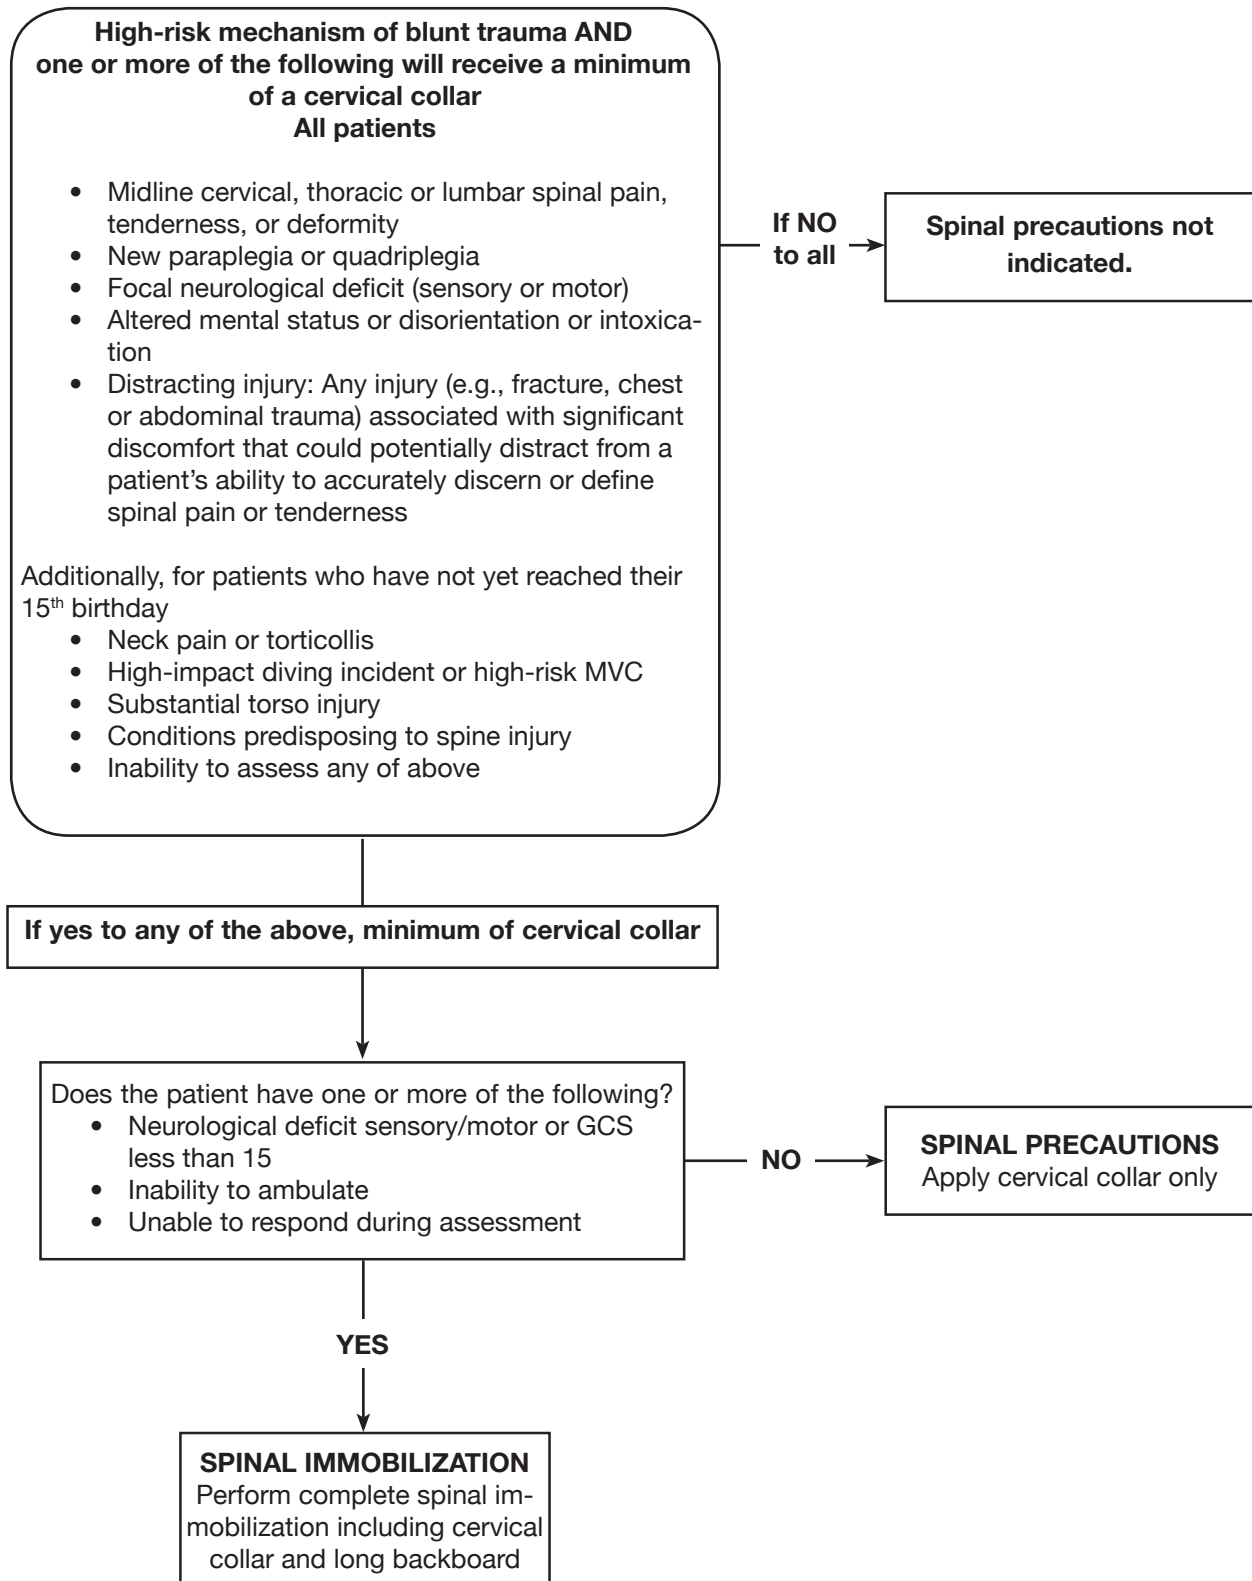 High-risk mechanism of blunt trauma AND
one or more of the following will receive a minimum
of a cervical collar
All patients
• Midline cervical, thoracic or lumbar spinal pain,
tenderness, or deformity
• New paraplegia or quadriplegia
• Focal neurological deficit (sensory or motor)
• Altered mental status or disorientation or intoxica-
tion
• Distracting injury: Any injury (e.g., fracture, chest
or abdominal trauma) associated with significant
discomfort that could potentially distract from a
patient’s ability to accurately discern or define
spinal pain or tenderness
Additionally, for patients who have not yet reached their
15th birthday
• Neck pain or torticollis
• High-impact diving incident or high-risk MVC
• Substantial torso injury
• Conditions predisposing to spine injury
• Inability to assess any of above
If NO
to all
Spinal precautions not
indicated.
If yes to any of the above, minimum of cervical collar
Does the patient have one or more of the following?
• Neurological deficit sensory/motor or GCS
less than 15
• Inability to ambulate
• Unable to respond during assessment
NO
SPINAL PRECAUTIONS
Apply cervical collar only
YES
SPINAL IMMOBILIZATION
Perform complete spinal im-
mobilization including cervical
collar and long backboard